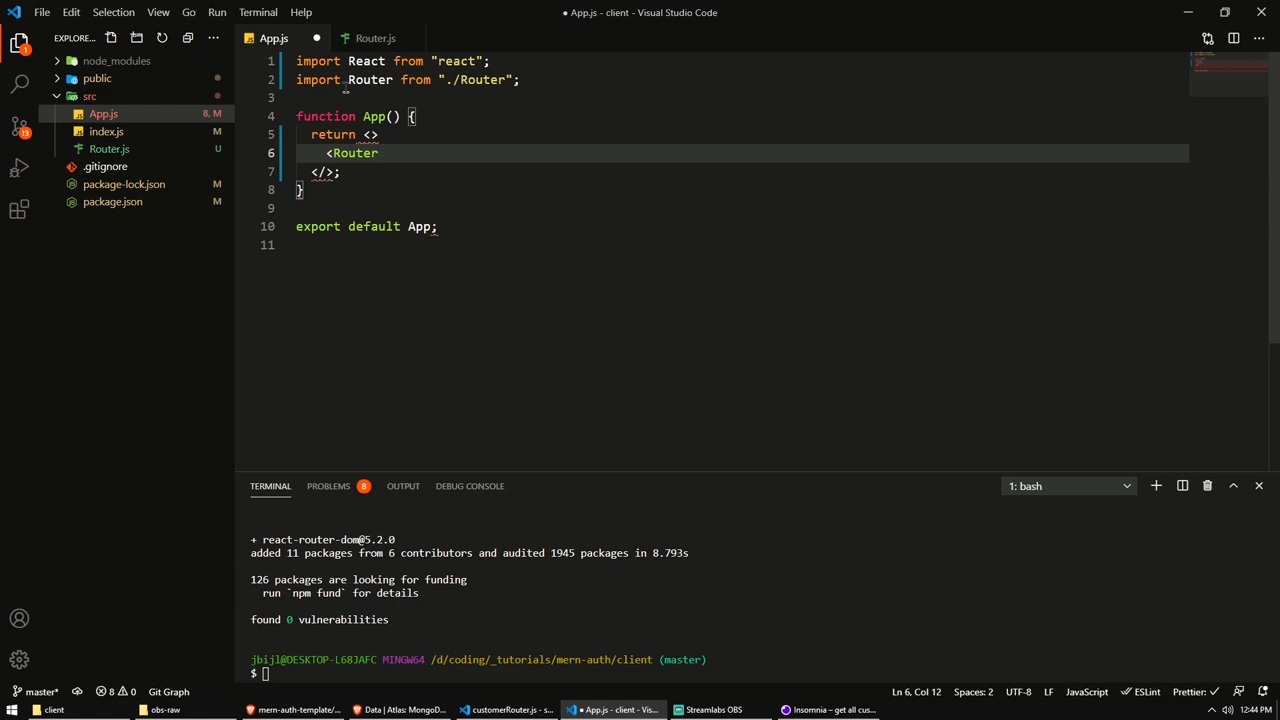 File Edit Selection View Go Run Terminal Help
● App.js - client - Visual Studio Code
EXPLORE...
App.js
Router.js
node_modules
public
src
App.js 8, M
index.js M
Router.js U
.gitignore
package-lock.json M
package.json M
1 import React from "react";
2 import Router from "./Router";
3
4 function App() {
5 return <>
6 <Router
7 </>;
8 }
9
10 export default App;
11
1
13
TERMINAL PROBLEMS 8 OUTPUT DEBUG CONSOLE
1: bash
+ react-router-dom@5.2.0
added 11 packages from 6 contributors and audited 1945 packages in 8.793s
126 packages are looking for funding
run `npm fund` for details
found 0 vulnerabilities
jbijl@DESKTOP-L68JAFC MINGW64 /d/coding/_tutorials/mern-auth/client (master)
$
master* 8 0 Git Graph
Ln 6, Col 12 Spaces: 2 UTF-8 LF JavaScript ESLint Prettier:
client
obs-raw
mern-auth-template/...
Data | Atlas: MongoD...
customerRouter.js - s...
● App.js - client - Vis...
Streamlabs OBS
Insomnia – get all cus...
12:44 PM